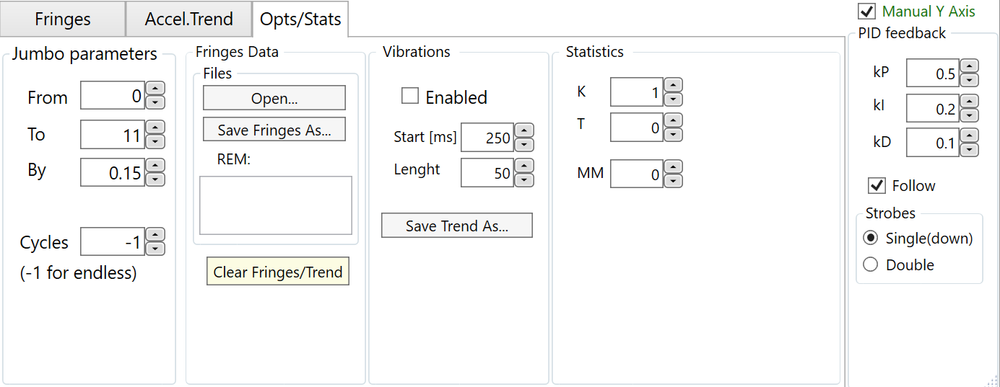 Fringes
Accel.Trend
Opts/Stats
Manual Y Axis
Jumbo parameters
From 0
To 11
By 0.15
Cycles -1
(-1 for endless)
Fringes Data
Files
Open...
Save Fringes As...
REM:
Clear Fringes/Trend
Vibrations
Enabled
Start [ms] 250
Lenght 50
Save Trend As...
Statistics
K 1
T 0
MM 0
PID feedback
kP 0.5
kI 0.2
kD 0.1
Follow
Strobes
Single(down)
Double